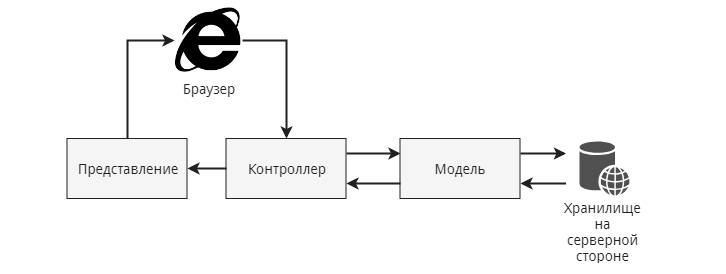 Браузер
Представление
Контроллер
Модель
Хранилище
на
серверной
стороне